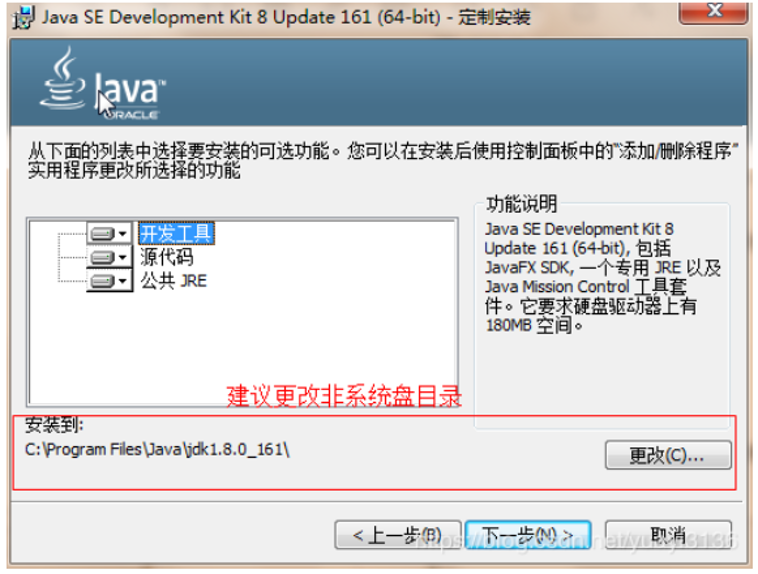 Java SE Development Kit 8 Update 161 (64-bit) - 定制安装
Java™
ORACLE
从下面的列表中选择要安装的可选功能。您可以在安装后使用控制面板中的“添加/删除程序”
实用程序更改所选择的功能
开发工具
源代码
公共 JRE
功能说明
Java SE Development Kit 8
Update 161 (64-bit), 包括
JavaFX SDK, 一个专用 JRE 以及
Java Mission Control 工具套
件。它要求硬盘驱动器上有
180MB 空间。
建议更改非系统盘目录
安装到:
C:\Program Files\Java\jdk1.8.0_161\
更改(C)...
< 上一步(B)
下一步(N) >
取消